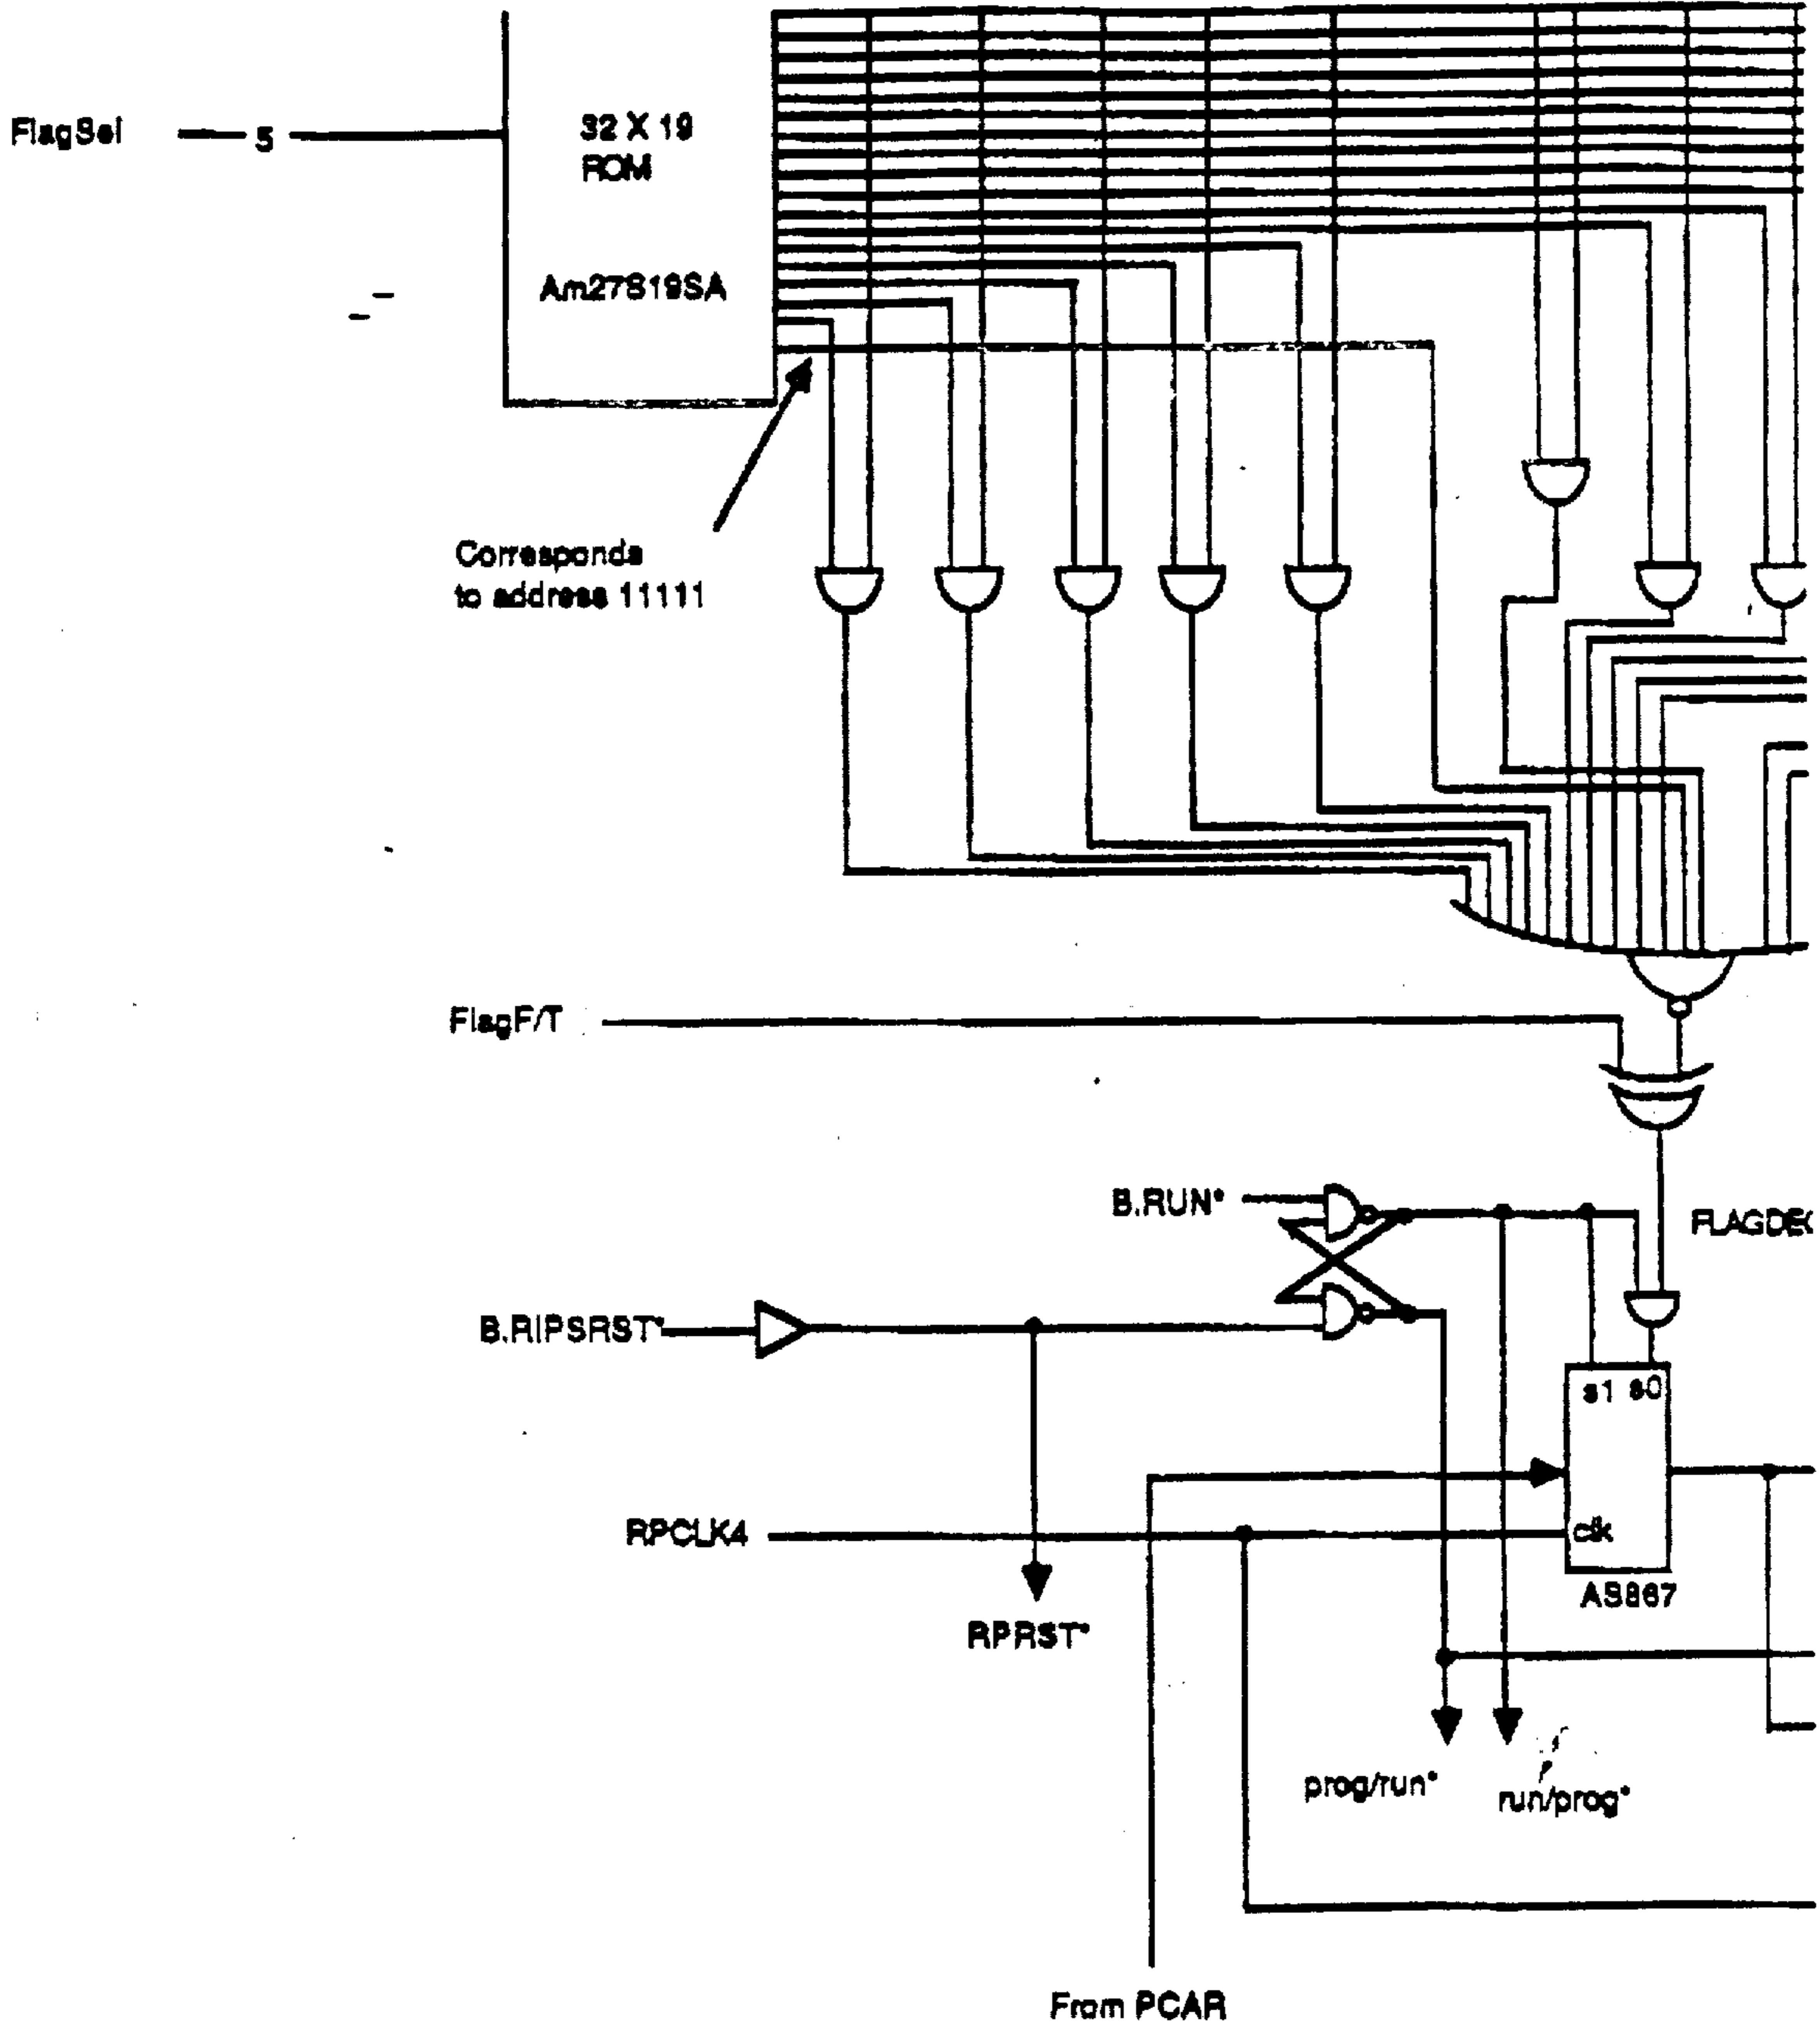 FlagSel
5
32 X 19
ROM
Am27S19SA
Corresponds
to address 11111
FlagF/T
B.RUN*
FLAGDEC
B.RIPSRST*
s1 s0
RPCLK4
clk
AS867
RPRST*
prog/run*
run/prog*
From PCAR